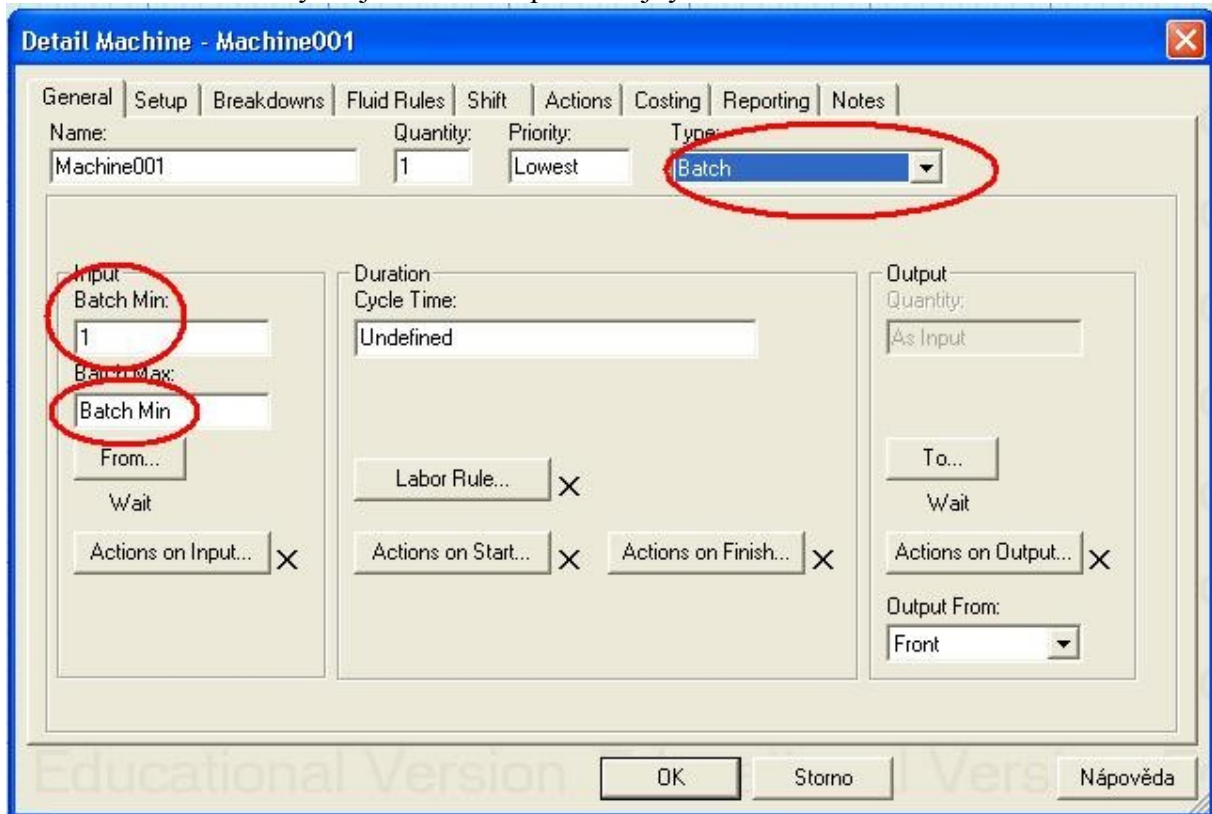 Detail Machine - Machine001
General Setup Breakdowns Fluid Rules Shift Actions Costing Reporting Notes
Name: Quantity: Priority: Type:
Machine001 1 Lowest Batch
Input Duration Output
Batch Min: Cycle Time: Quantity:
1 Undefined As Input
Batch Max:
Batch Min
From... Labor Rule... To...
Wait Wait
Actions on Input... Actions on Start... Actions on Finish... Actions on Output...
Output From:
Front
Educational Version
OK Storno Nápověda